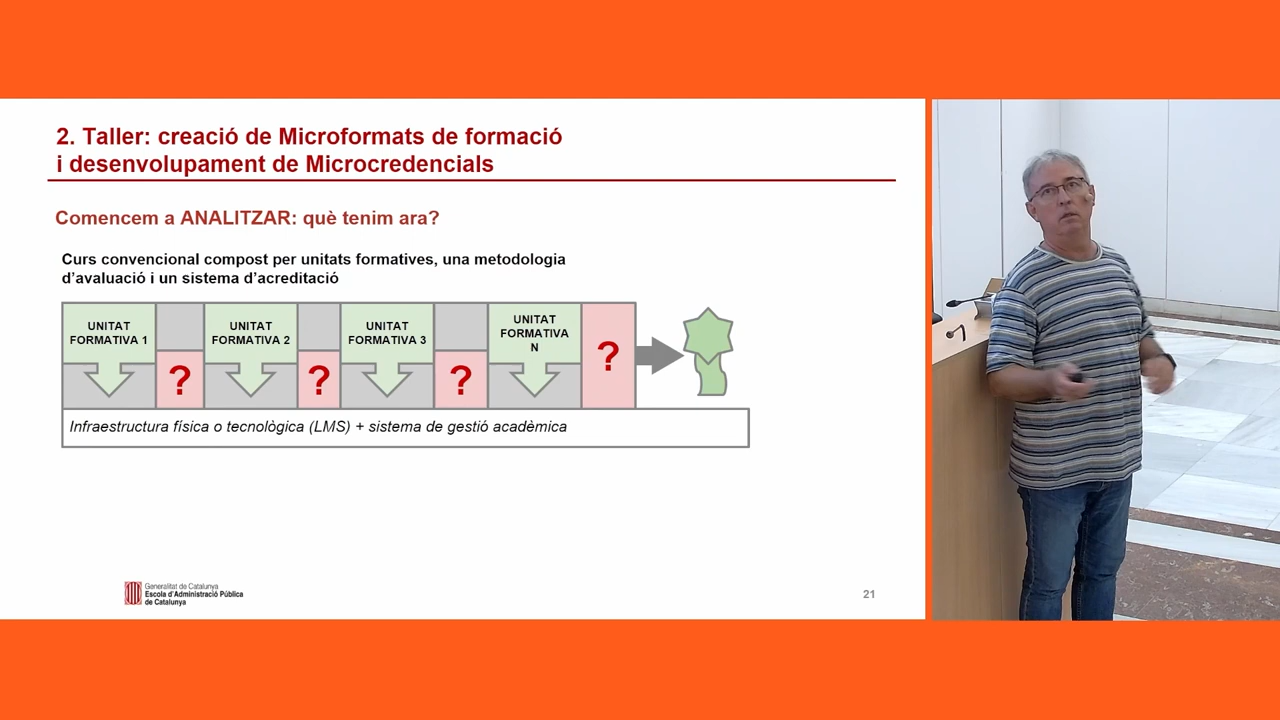 2. Taller: creació de Microformats de formació
i desenvolupament de Microcredencials
Comencem a ANALITZAR: què tenim ara?
Curs convencional compost per unitats formatives, una metodologia
d'avaluació i un sistema d'acreditació
UNITAT
FORMATIVA 1
?
UNITAT
FORMATIVA 2
?
UNITAT
FORMATIVA 3
?
UNITAT
FORMATIVA
N
?
Infraestructura física o tecnològica (LMS) + sistema de gestió acadèmica
Generalitat de Catalunya
Escola d'Administració Pública
de Catalunya
21